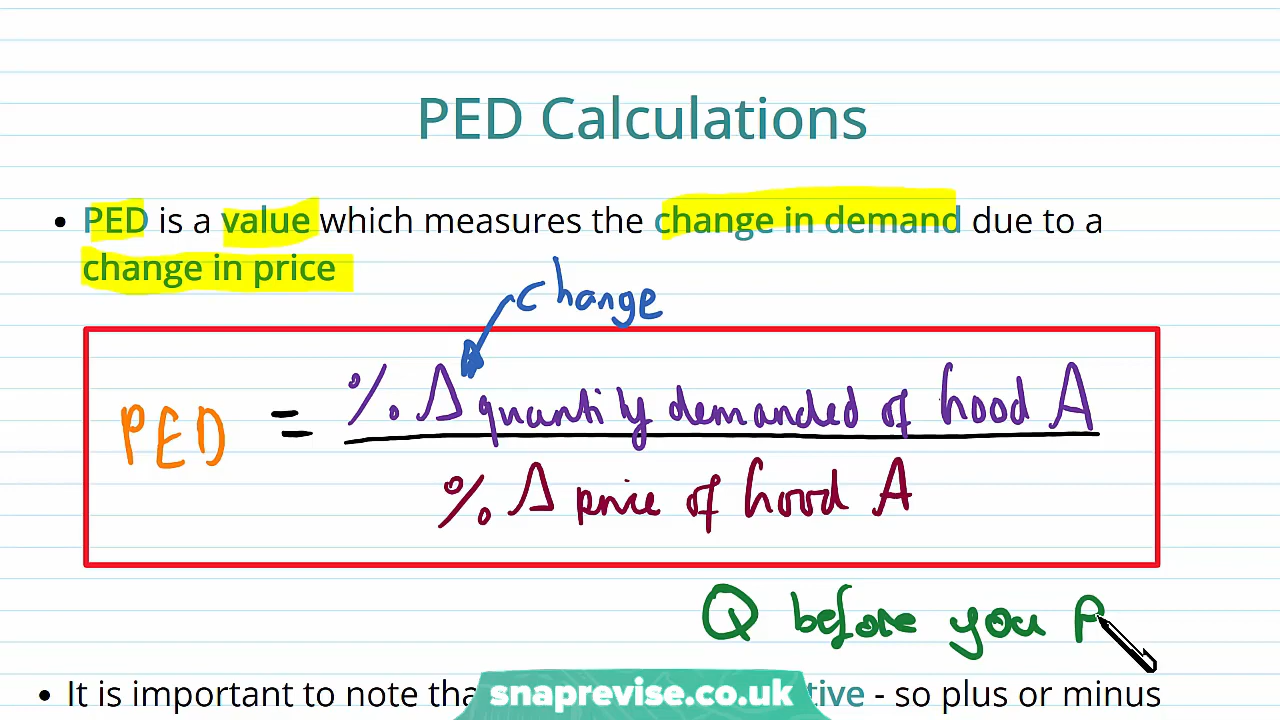 PED Calculations
• PED is a value which measures the change in demand due to a
change in price
change
PED = % Δ quantity demanded of Good A
% Δ price of Good A
Q before you P
• It is important to note tha tive - so plus or minus
snaprevise.co.uk